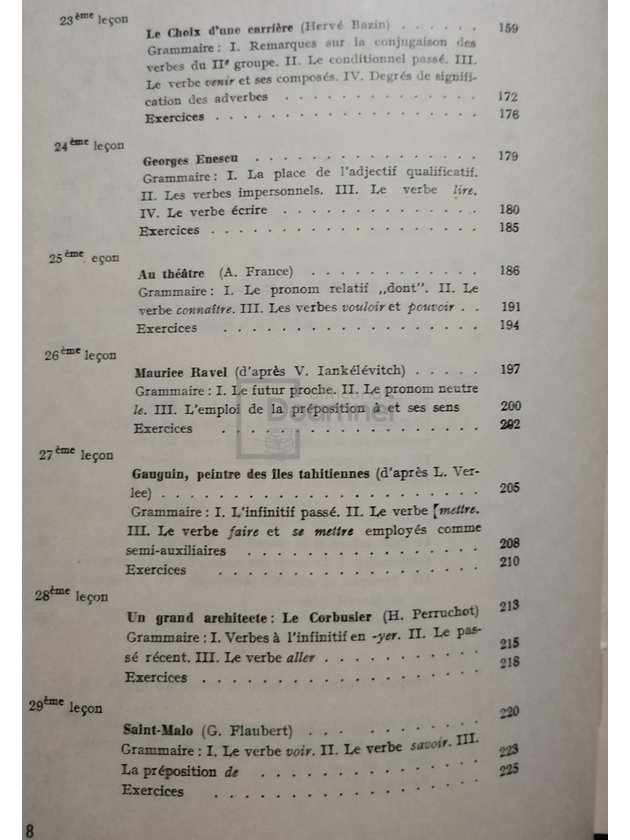 23ème leçon
Le Choix d'une carrière (Hervé Bazin) . . . . . . 159
Grammaire : I. Remarques sur la conjugaison des
verbes du IIe groupe. II. Le conditionnel passé. III.
Le verbe venir et ses composés. IV. Degrés de signifi-
cation des adverbes . . . . . . . . . . . . . 172
Exercices . . . . . . . . . . . . . . . . . . 176
24ème leçon
Georges Enescu . . . . . . . . . . . . . . . 179
Grammaire : I. La place de l'adjectif qualificatif.
II. Les verbes impersonnels. III. Le verbe lire.
IV. Le verbe écrire . . . . . . . . . . . . . 180
Exercices . . . . . . . . . . . . . . . . . . 185
25ème eçon
Au théâtre (A. France) . . . . . . . . . . . 186
Grammaire : I. Le pronom relatif „dont". II. Le
verbe connaître. III. Les verbes vouloir et pouvoir . . 191
Exercices . . . . . . . . . . . . . . . . . 194
26ème leçon
Maurice Ravel (d'après V. Iankélévitch) . . . . . 197
Grammaire : I. Le futur proche. II. Le pronom neutre
le. III. L'emploi de la préposition à et ses sens 200
Exercices . . . . . . . . . . . . . . . . . 202
27ème leçon
Gauguin, peintre des îles tahitiennes (d'après L. Ver-
lee) . . . . . . . . . . . . . . . . . . . . 205
Grammaire : I. L'infinitif passé. II. Le verbe [mettre.
III. Le verbe faire et se mettre employés comme
semi-auxiliaires . . . . . . . . . . . . . . . 208
Exercices . . . . . . . . . . . . . . . . . 210
28ème leçon
Un grand architecte : Le Corbusier (H. Perruchot) 213
Grammaire : I. Verbes à l'infinitif en -yer. II. Le pas-
sé récent. III. Le verbe aller . . . . . . . . . . 215
Exercices . . . . . . . . . . . . . . . . . 218
29ème leçon
Saint-Malo (G. Flaubert) . . . . . . . . . . 220
Grammaire : I. Le verbe voir. II. Le verbe savoir. III.
La préposition de . . . . . . . . . . . . . . 223
Exercices . . . . . . . . . . . . . . . . . 225
8